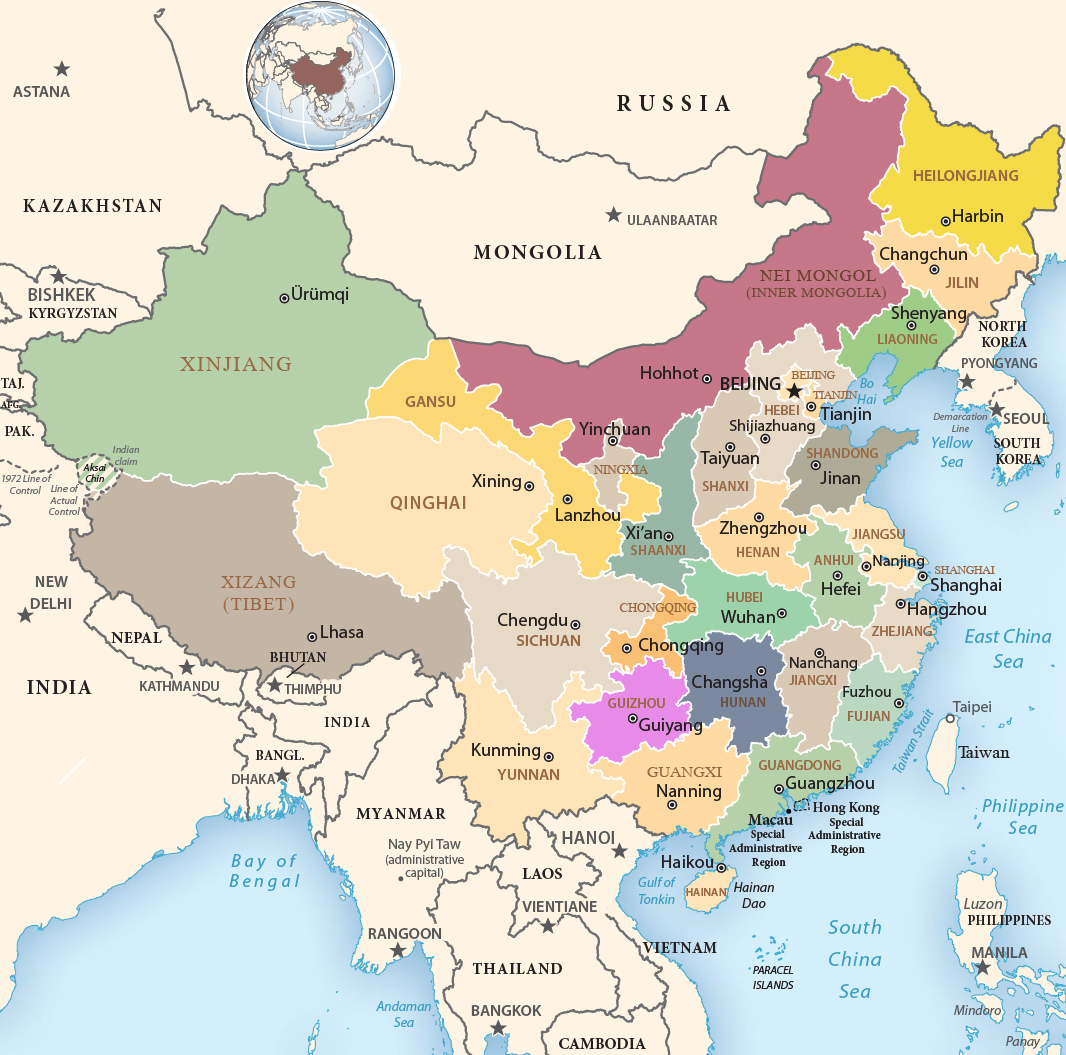 RUSSIA
ASTANA
KAZAKHSTAN
HEILONGJIANG
Harbin
ULAANBAATAR
MONGOLIA
Changchun
JILIN
NEI MONGOL
(INNER MONGOLIA)
BISHKEK
KYRGYZSTAN
Ürümqi
Shenyang
LIAONING
NORTH
KOREA
PYONGYANG
XINJIANG
Hohhot
BEIJING
BEIJING
TIANJIN
Tianjin
HEBEI
Bo
Hai
TAJ.
AFG.
PAK.
GANSU
Demarcation
Line
SEOUL
SOUTH
KOREA
Yellow
Sea
Yinchuan
Shijiazhuang
Taiyuan
SHANXI
SHANDONG
Jinan
NINGXIA
Indian
claim
Aksai
Chin
1972 Line of
Control
Line of
Actual
Control
Xining
QINGHAI
Lanzhou
Xi'an
SHAANXI
Zhengzhou
HENAN
JIANGSU
ANHUI
Nanjing
Hefei
SHANGHAI
Shanghai
XIZANG
(TIBET)
NEW
DELHI
Lhasa
Chengdu
SICHUAN
CHONGQING
Chongqing
HUBEI
Wuhan
Hangzhou
ZHEJIANG
East China
Sea
NEPAL
BHUTAN
KATHMANDU
THIMPHU
INDIA
INDIA
Changsha
HUNAN
Nanchang
JIANGXI
Fuzhou
FUJIAN
GUIZHOU
Guiyang
Taiwan Strait
Taipei
Taiwan
BANGL.
DHAKA
Kunming
YUNNAN
GUANGXI
Nanning
GUANGDONG
Guangzhou
Macau
Special
Administrative
Region
Hong Kong
Special
Administrative
Region
Philippine
Sea
MYANMAR
Nay Pyi Taw
(administrative
capital)
HANOI
Haikou
HAINAN
Hainan
Dao
Gulf of
Tonkin
Bay of
Bengal
LAOS
VIENTIANE
RANGOON
VIETNAM
South
China
Sea
Luzon
PHILIPPINES
MANILA
THAILAND
PARACEL
ISLANDS
Andaman
Sea
BANGKOK
CAMBODIA
Mindoro
Panay